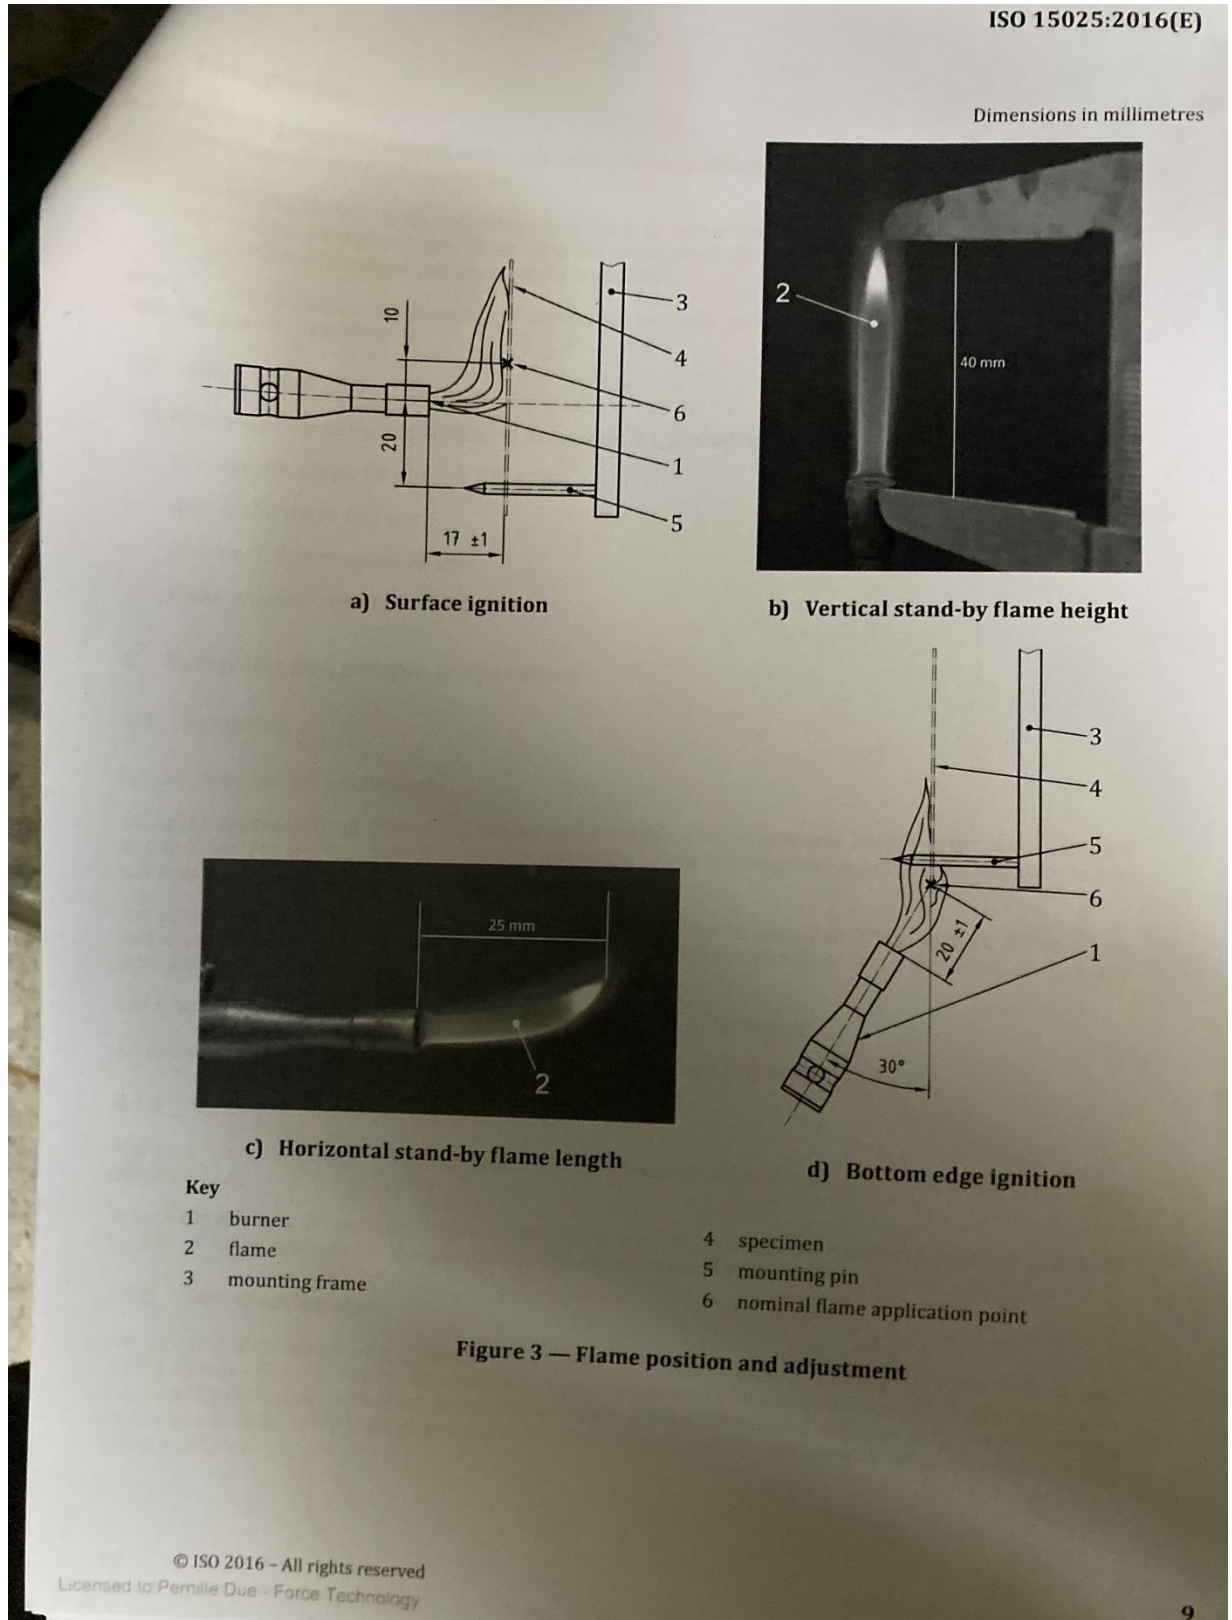 ISO 15025:2016(E)
Dimensions in millimetres
10
20
17 ±1
3
4
6
1
5
a) Surface ignition
2
40 mm
b) Vertical stand-by flame height
25 mm
2
c) Horizontal stand-by flame length
3
4
5
6
1
20 ±1
30°
d) Bottom edge ignition
Key
1 burner
2 flame
3 mounting frame
4 specimen
5 mounting pin
6 nominal flame application point
Figure 3 — Flame position and adjustment
© ISO 2016 – All rights reserved
Licensed to: Pernille Due - Force Technology
9